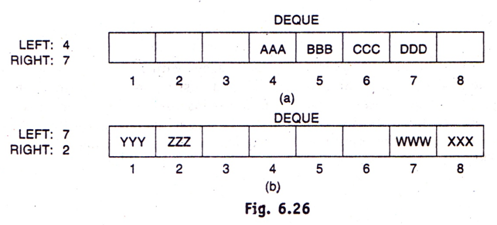 DEQUE
LEFT: 4
RIGHT: 7
AAA BBB CCC DDD
1 2 3 4 5 6 7 8
(a)
DEQUE
LEFT: 7
RIGHT: 2
YYY ZZZ WWW XXX
1 2 3 4 5 6 7 8
(b)
Fig. 6.26